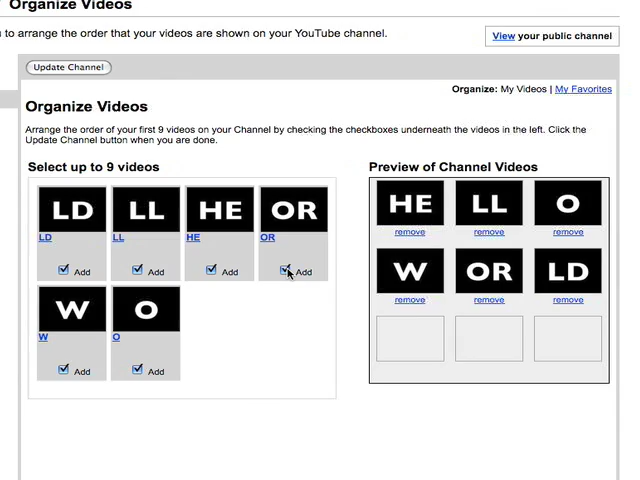 Organize Videos
to arrange the order that your videos are shown on your YouTube channel.
View your public channel
Update Channel
Organize: My Videos | My Favorites
Organize Videos
Arrange the order of your first 9 videos on your Channel by checking the checkboxes underneath the videos in the left. Click the
Update Channel button when you are done.
Select up to 9 videos
LD LL HE OR
LD LL HE OR
Add Add Add Add
W O
W O
Add Add
Preview of Channel Videos
HE LL O
remove remove remove
W OR LD
remove remove remove